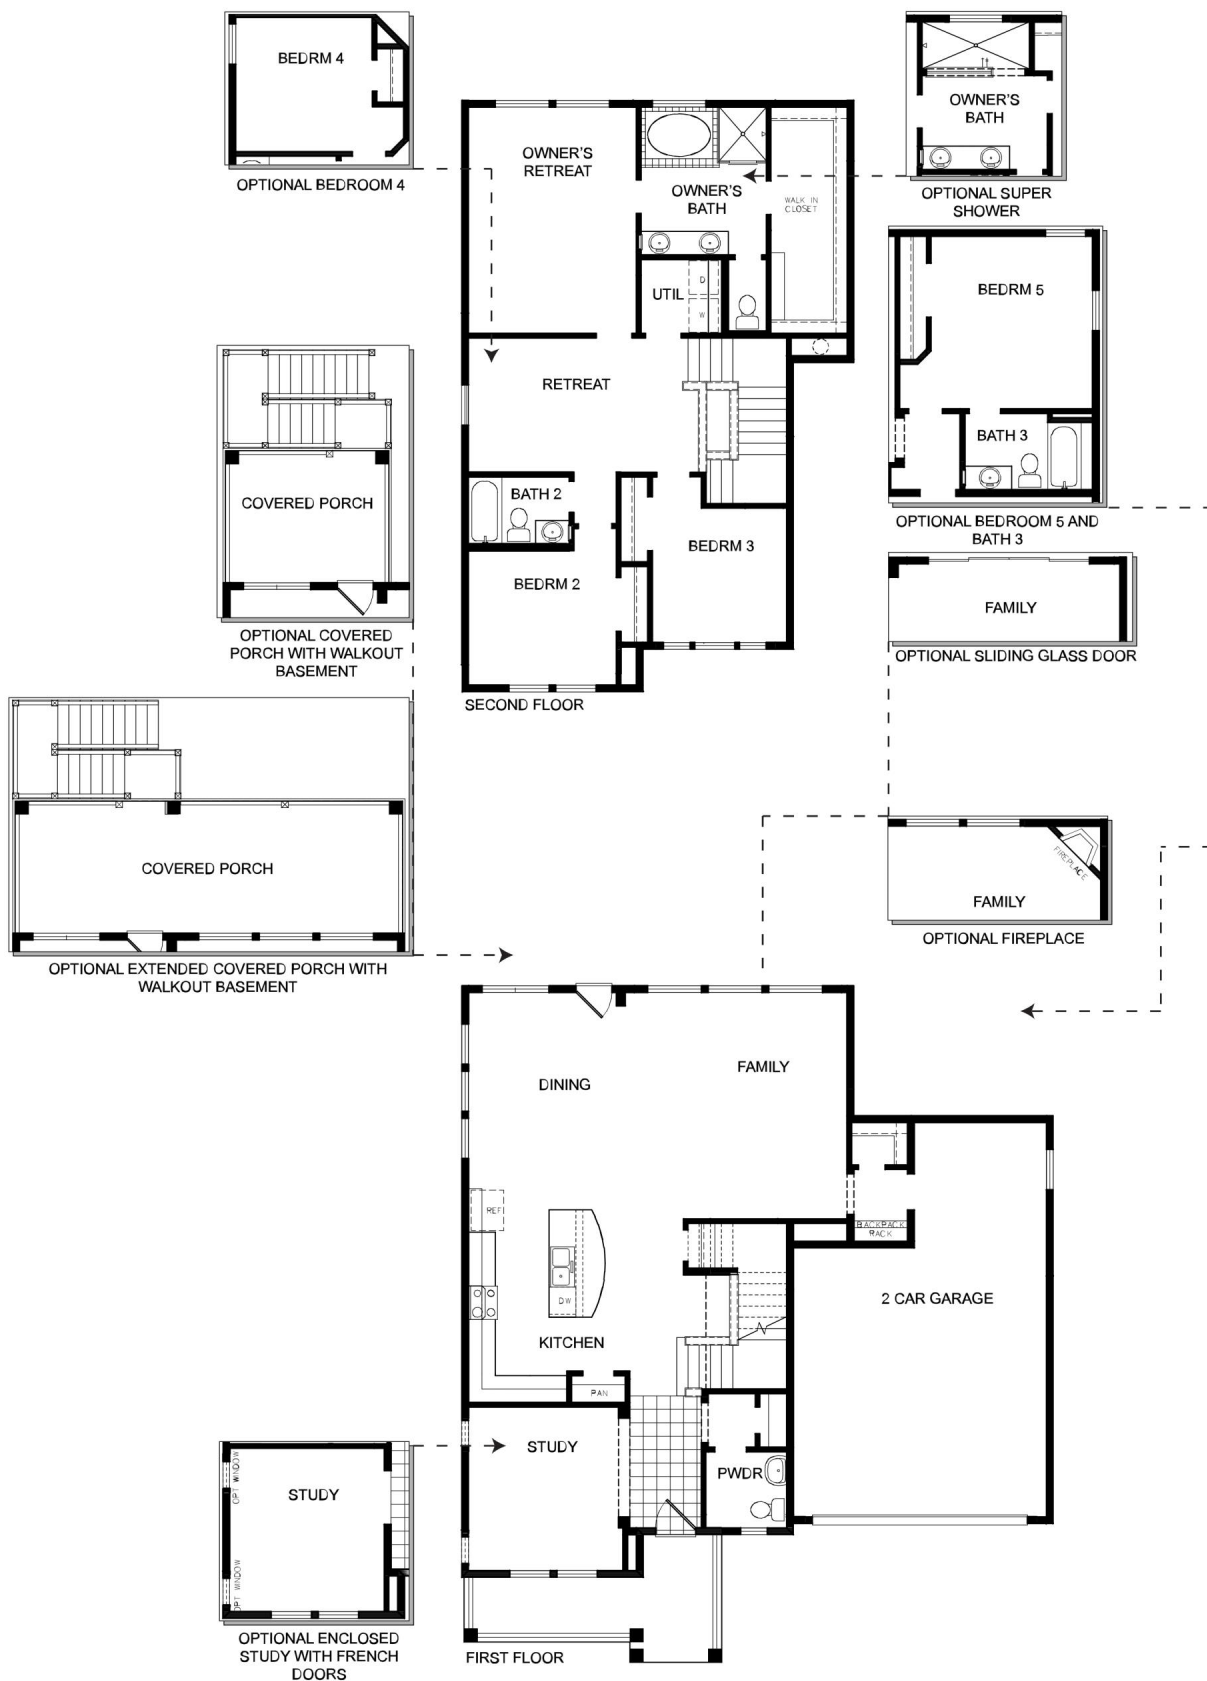 BEDRM 4
OPTIONAL BEDROOM 4
OWNER'S
RETREAT
OWNER'S
BATH
WALK IN
CLOSET
UTIL
D
W
RETREAT
BATH 2
BEDRM 3
BEDRM 2
SECOND FLOOR
OWNER'S
BATH
OPTIONAL SUPER
SHOWER
BEDRM 5
BATH 3
OPTIONAL BEDROOM 5 AND
BATH 3
FAMILY
OPTIONAL SLIDING GLASS DOOR
COVERED PORCH
OPTIONAL COVERED
PORCH WITH WALKOUT
BASEMENT
COVERED PORCH
OPTIONAL EXTENDED COVERED PORCH WITH
WALKOUT BASEMENT
FIREPLACE
FAMILY
OPTIONAL FIREPLACE
DINING
FAMILY
REF
DW
KITCHEN
PAN
BACKPACK
RACK
2 CAR GARAGE
STUDY
PWDR
FIRST FLOOR
OPT WINDOW
STUDY
OPT WINDOW
OPTIONAL ENCLOSED
STUDY WITH FRENCH
DOORS